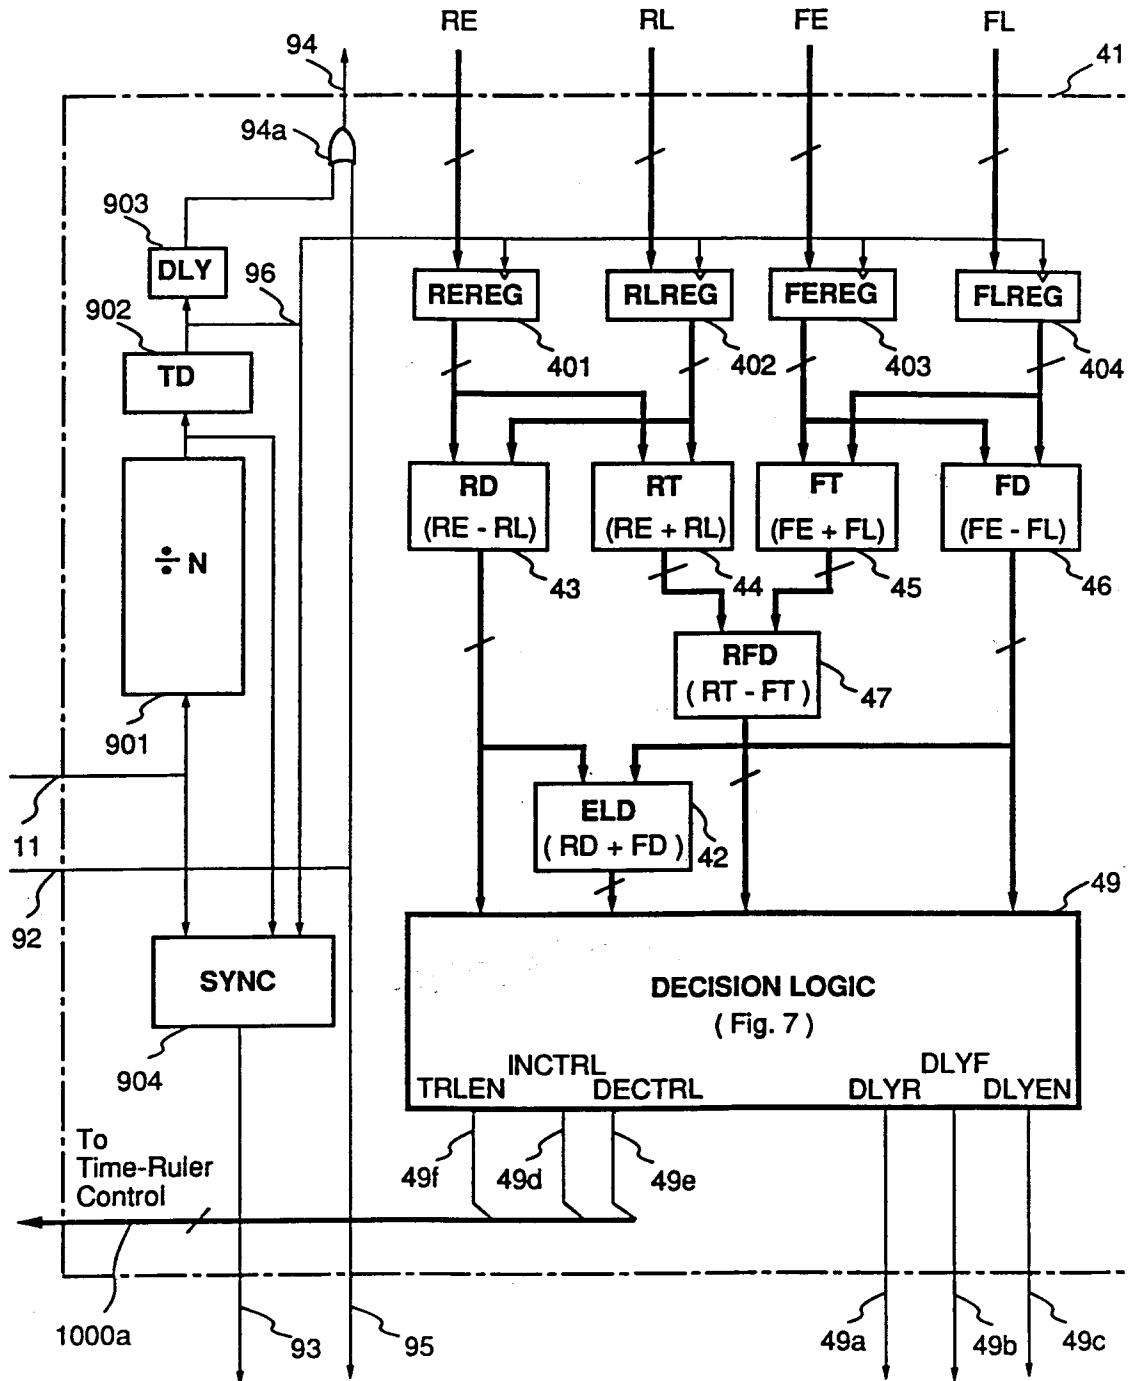 RE RL FE FL
94 41
94a
903
DLY
96
902
REREG RLREG FEREG FLREG
TD
401 402 403 404
RD RT FT FD
(RE - RL) (RE + RL) (FE + FL) (FE - FL)
÷ N
43 44 45 46
RFD
( RT - FT )
47
901
ELD
( RD + FD )
42
11
49
92
SYNC
DECISION LOGIC
( Fig. 7 )
904
INCTRL DLYF
TRLEN DECTRL DLYR DLYEN
To
Time-Ruler
Control
49f 49d 49e
1000a 93 95 49a 49b 49c